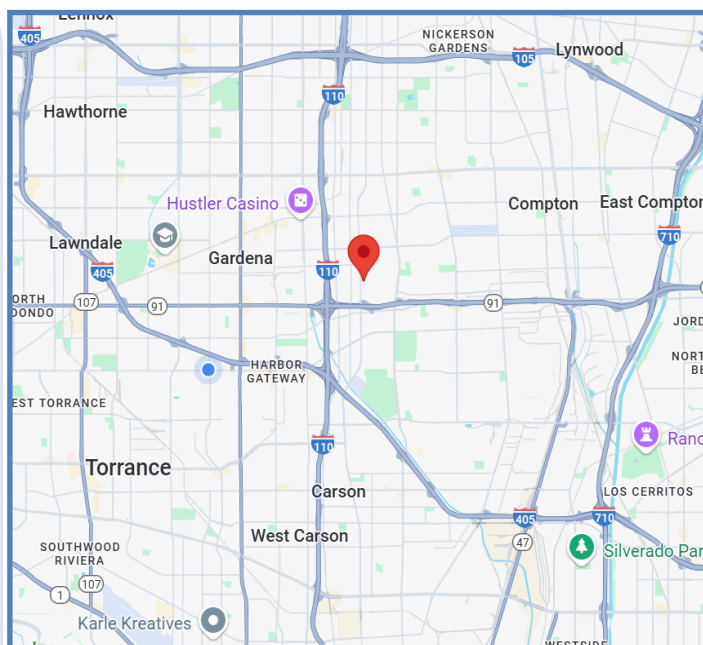 Lennox
405
NICKERSON
GARDENS
105
Lynwood
110
Hawthorne
Hustler Casino
Compton
East Compton
710
Lawndale
Gardena
110
405
107
91
91
ORTH
DONDO
JORD
HARBOR
GATEWAY
NORT
BE
EST TORRANCE
110
Ranc
Torrance
Carson
LOS CERRITOS
405
710
West Carson
47
SOUTHWOOD
RIVIERA
Silverado Par
107
1
Karle Kreatives
WESTSIDE